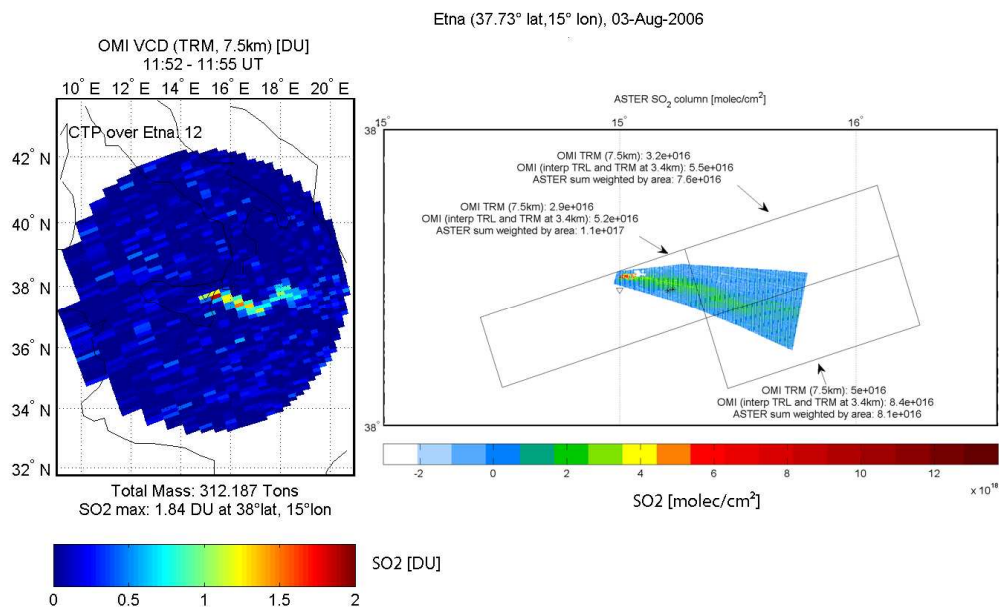 Etna (37.73° lat,15° lon), 03-Aug-2006
OMI VCD (TRM, 7.5km) [DU]
11:52 - 11:55 UT
10° E 12° E 14° E 16° E 18° E 20° E
CTP over Etna: 12
42° N
40° N
38° N
36° N
34° N
32° N
Total Mass: 312.187 Tons
SO2 max: 1.84 DU at 38°lat, 15°lon
0 0.5 1 1.5 2
SO2 [DU]
ASTER SO2 column [molec/cm²]
15° 15° 16°
38°
OMI TRM (7.5km): 3.2e+016
OMI (interp TRL and TRM at 3.4km): 5.5e+016
ASTER sum weighted by area: 7.6e+016
OMI TRM (7.5km): 2.9e+016
OMI (interp TRL and TRM at 3.4km): 5.2e+016
ASTER sum weighted by area: 1.1e+017
OMI TRM (7.5km): 5e+016
OMI (interp TRL and TRM at 3.4km): 8.4e+016
ASTER sum weighted by area: 8.1e+016
38°
-2 0 2 4 6 8 10 12
x 10^18
SO2 [molec/cm²]